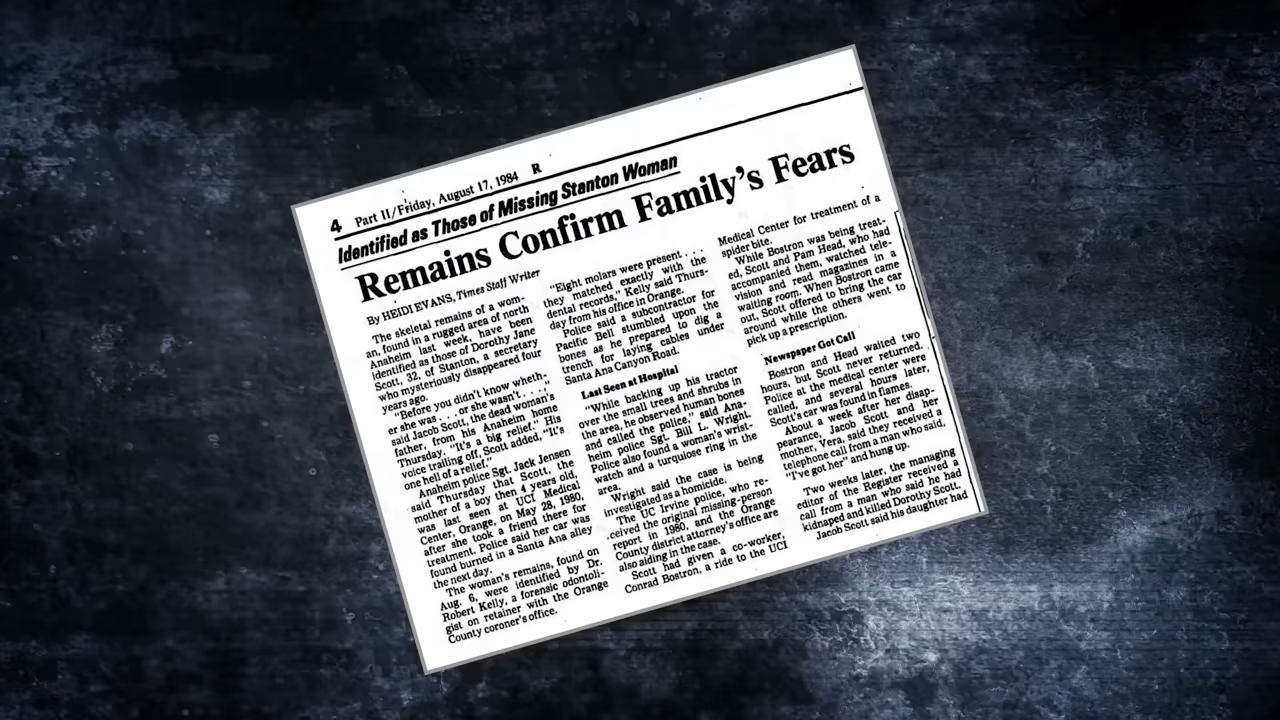 4 Part II/Friday, August 17, 1984 R
Identified as Those of Missing Stanton Woman
Remains Confirm Family's Fears
By HEIDI EVANS, Times Staff Writer
The skeletal remains of a wom-
an, found in a rugged area of north
Anaheim last week, have been
identified as those of Dorothy Jane
Scott, 32, of Stanton, a secretary
who mysteriously disappeared four
years ago.
"Before you didn't know wheth-
er she was . . . or she wasn't . . . ,"
said Jacob Scott, the dead woman's
father, from his Anaheim home
Thursday. "It's a big relief." His
voice trailing off, Scott added, "It's
one hell of a relief."
Anaheim police Sgt. Jack Jensen
said Thursday that Scott, the
mother of a boy then 4 years old,
was last seen at UCI Medical
Center, Orange, on May 28, 1980,
after she took a friend there for
treatment. Police said her car was
found burned in a Santa Ana alley
the next day.
The woman's remains, found on
Aug. 6, were identified by Dr.
Robert Kelly, a forensic odontolo-
gist on retainer with the Orange
County coroner's office.
"Eight molars were present . . .
they matched exactly with the
dental records," Kelly said Thurs-
day from his office in Orange.
Police said a subcontractor for
Pacific Bell stumbled upon the
bones as he prepared to dig a
trench for laying cables under
Santa Ana Canyon Road.
Last Seen at Hospital
"While backing up his tractor
over the small trees and shrubs in
the area, he observed human bones
and called the police," said Ana-
heim police Sgt. Bill L. Wright.
Police also found a woman's wrist-
watch and a turquoise ring in the
area.
Wright said the case is being
investigated as a homicide.
The UC Irvine police, who re-
ceived the original missing-person
report in 1980, and the Orange
County district attorney's office are
also aiding in the case.
Scott had given a co-worker,
Conrad Bostron, a ride to the UCI
Medical Center for treatment of a
spider bite.
While Bostron was being treat-
ed, Scott and Pam Head, who had
accompanied them, watched tele-
vision and read magazines in a
waiting room. When Bostron came
out, Scott offered to bring the car
around while the others went to
pick up a prescription.
Newspaper Got Call
Bostron and Head waited two
hours, but Scott never returned.
Police at the medical center were
called, and several hours later,
Scott's car was found in flames.
About a week after her disap-
pearance, Jacob Scott and her
mother, Vera, said they received a
telephone call from a man who said,
"I've got her" and hung up.
Two weeks later, the managing
editor of the Register received a
call from a man who said he had
kidnaped and killed Dorothy Scott,
Jacob Scott said his daughter had